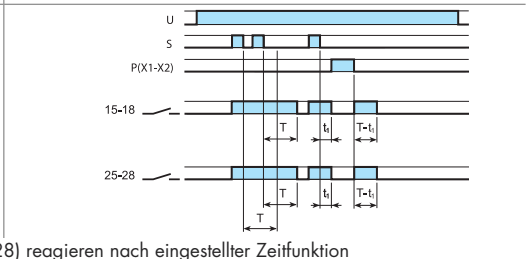 U
S
P(X1-X2)
15-18
T t₁ T-t₁
25-28
T t₁ T-t₁
T
28) reagieren nach eingestellter Zeitfunktion